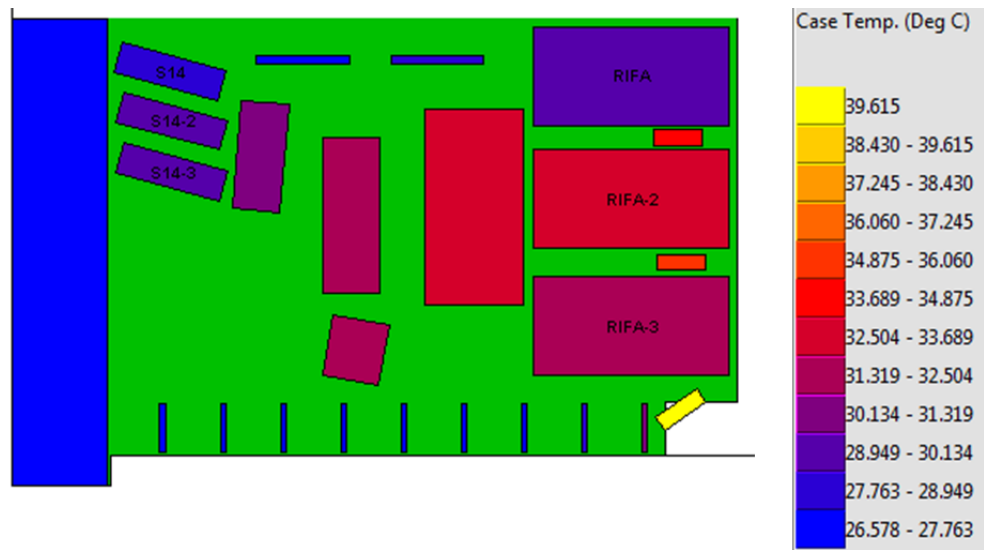 S14
S14-2
S14-3
RIFA
RIFA-2
RIFA-3
Case Temp. (Deg C)
39.615
38.430 - 39.615
37.245 - 38.430
36.060 - 37.245
34.875 - 36.060
33.689 - 34.875
32.504 - 33.689
31.319 - 32.504
30.134 - 31.319
28.949 - 30.134
27.763 - 28.949
26.578 - 27.763